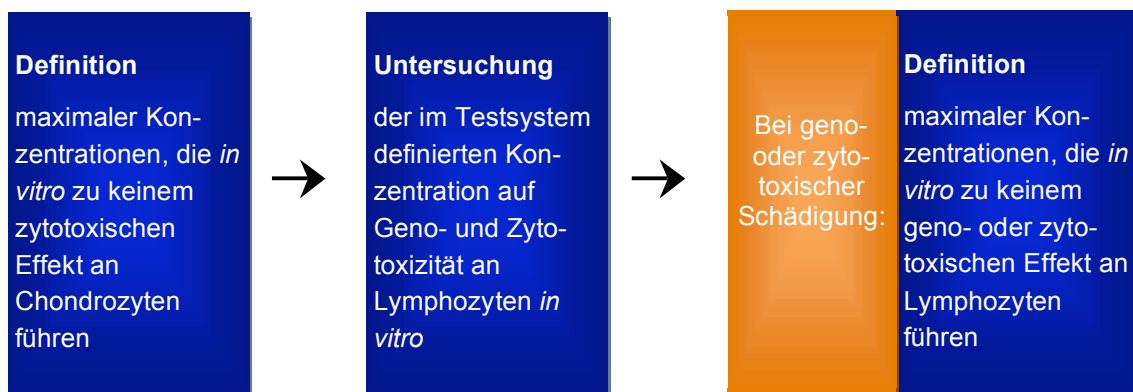 Definition
maximaler Kon-
zentrationen, die in
vitro zu keinem
zytotoxischen
Effekt an
Chondrozyten
führen
Untersuchung
der im Testsystem
definierten Kon-
zentration auf
Geno- und Zyto-
toxizität an
Lymphozyten in
vitro
Bei geno-
oder zyto-
toxischer
Schädigung:
Definition
maximaler Kon-
zentrationen, die in
vitro zu keinem
geno- oder zyto-
toxischen Effekt an
Lymphozyten
führen